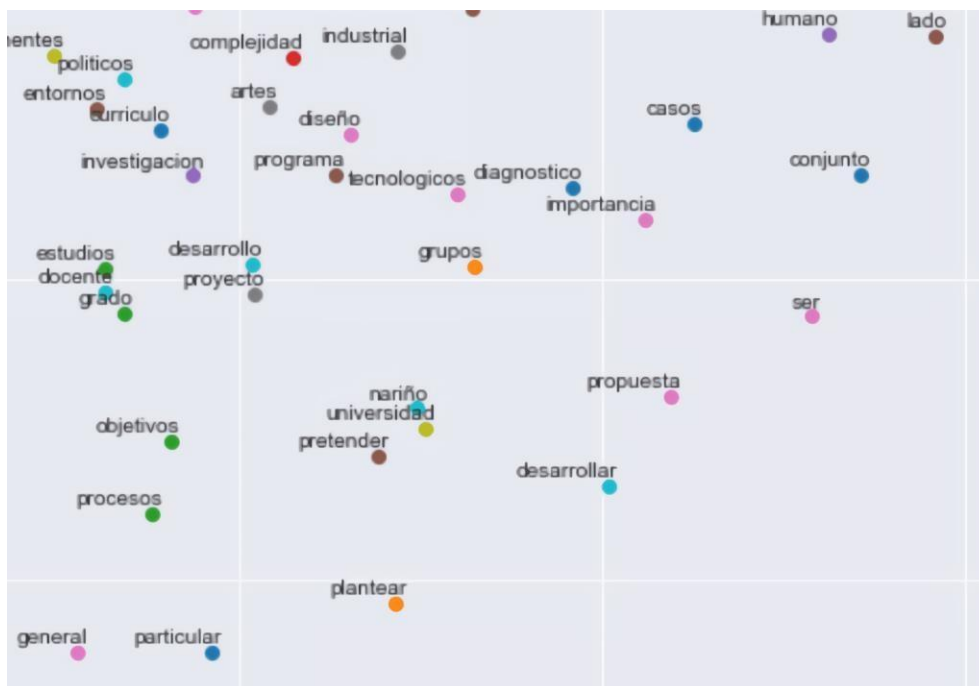 humano
lado
industrial
complejidad
politicos
entornos
artes
curriculo
diseño
casos
investigacion
programa
tecnologicos
diagnostico
conjunto
importancia
estudios
desarrollo
grupos
docente
proyecto
grado
ser
propuesta
nariño
universidad
objetivos
pretender
desarrollar
procesos
plantear
general
particular